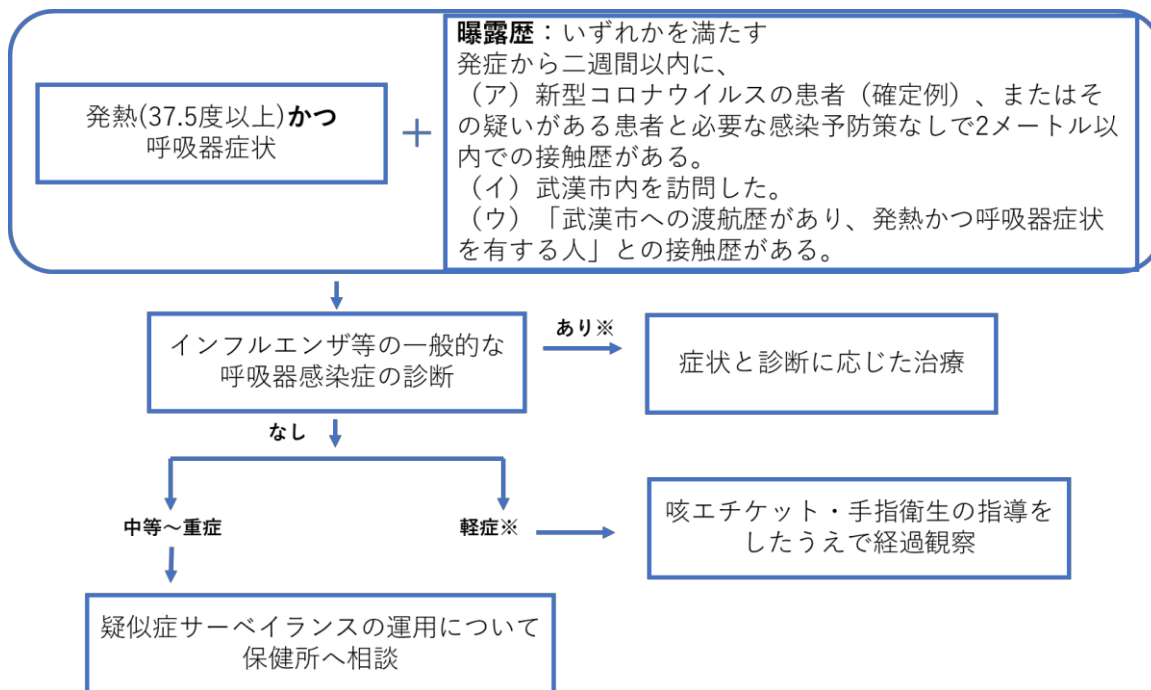 発熱(37.5度以上)かつ
呼吸器症状
+
曝露歴：いずれかを満たす
発症から二週間以内に、
（ア）新型コロナウイルスの患者（確定例）、またはそ
の疑いがある患者と必要な感染予防策なしで2メートル以
内での接触歴がある。
（イ）武漢市内を訪問した。
（ウ）「武漢市への渡航歴があり、発熱かつ呼吸器症状
を有する人」との接触歴がある。
インフルエンザ等の一般的な
呼吸器感染症の診断
あり※
症状と診断に応じた治療
なし
中等～重症
軽症※
咳エチケット・手指衛生の指導を
したうえで経過観察
疑似症サーベイランスの運用について
保健所へ相談